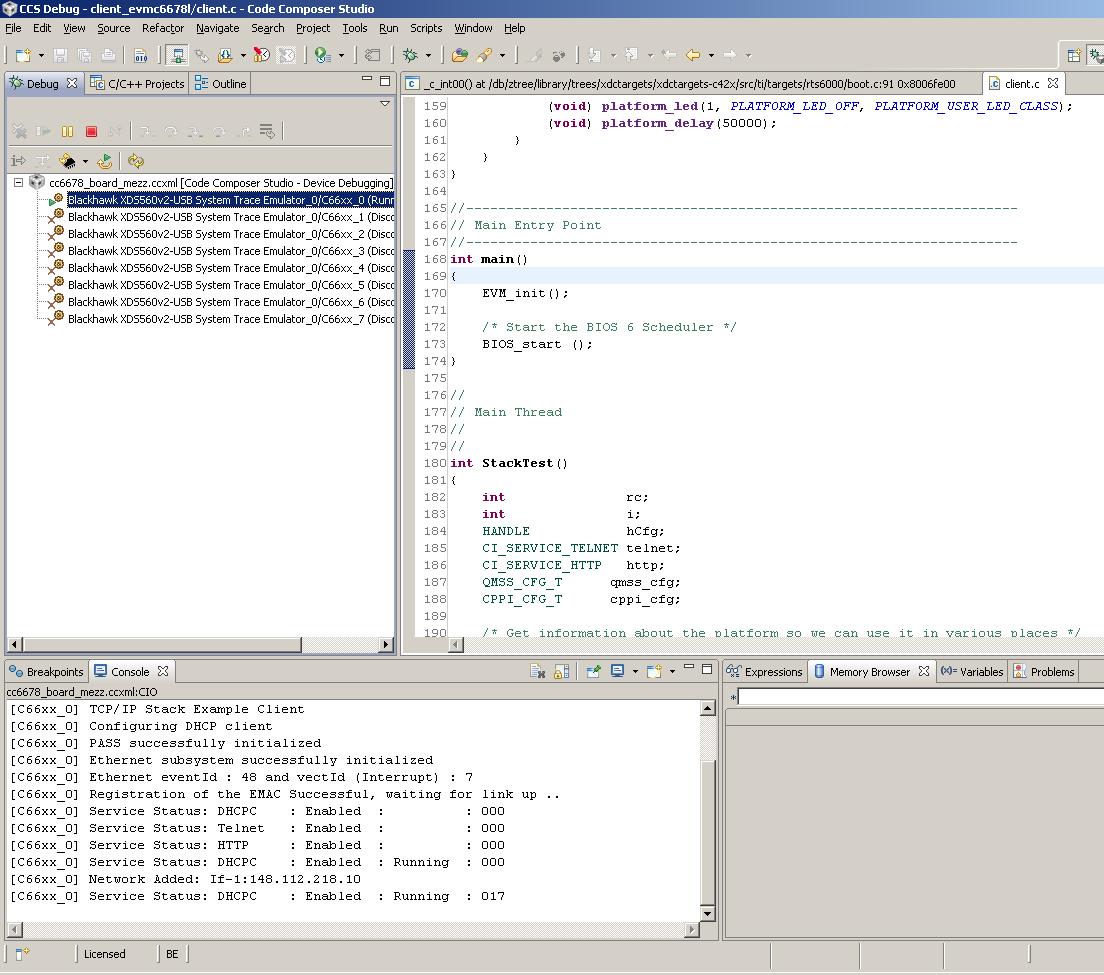 CCS Debug - client_evmc6678l/client.c - Code Composer Studio
File Edit View Source Refactor Navigate Search Project Tools Run Scripts Window Help
Debug
C/C++ Projects
Outline
cc6678_board_mezz.ccxml [Code Composer Studio - Device Debugging]
Blackhawk XDS560v2-USB System Trace Emulator_0/C66xx_0 (Runn
Blackhawk XDS560v2-USB System Trace Emulator_0/C66xx_1 (Disco
Blackhawk XDS560v2-USB System Trace Emulator_0/C66xx_2 (Disco
Blackhawk XDS560v2-USB System Trace Emulator_0/C66xx_3 (Disco
Blackhawk XDS560v2-USB System Trace Emulator_0/C66xx_4 (Disco
Blackhawk XDS560v2-USB System Trace Emulator_0/C66xx_5 (Disco
Blackhawk XDS560v2-USB System Trace Emulator_0/C66xx_6 (Disco
Blackhawk XDS560v2-USB System Trace Emulator_0/C66xx_7 (Disco
_c_int00() at /db/ztree/library/trees/xdctargets/xdctargets-c42x/src/ti/targets/rts6000/boot.c:91 0x8006fe00
client.c
159 (void) platform_led(1, PLATFORM_LED_OFF, PLATFORM_USER_LED_CLASS);
160 (void) platform_delay(50000);
161 }
162 }
163 }
164
165 //---------------------------------------------------------------------
166 // Main Entry Point
167 //---------------------------------------------------------------------
168 int main()
169 {
170 EVM_init();
171
172 /* Start the BIOS 6 Scheduler */
173 BIOS_start ();
174 }
175
176 //
177 // Main Thread
178 //
179 //
180 int StackTest()
181 {
182 int rc;
183 int i;
184 HANDLE hCfg;
185 CI_SERVICE_TELNET telnet;
186 CI_SERVICE_HTTP http;
187 QMSS_CFG_T qmss_cfg;
188 CPPI_CFG_T cppi_cfg;
189
190 /* Get information about the platform so we can use it in various places */
Breakpoints
Console
cc6678_board_mezz.ccxml:CIO
[C66xx_0] TCP/IP Stack Example Client
[C66xx_0] Configuring DHCP client
[C66xx_0] PASS successfully initialized
[C66xx_0] Ethernet subsystem successfully initialized
[C66xx_0] Ethernet eventId : 48 and vectId (Interrupt) : 7
[C66xx_0] Registration of the EMAC Successful, waiting for link up ..
[C66xx_0] Service Status: DHCPC : Enabled : : 000
[C66xx_0] Service Status: Telnet : Enabled : : 000
[C66xx_0] Service Status: HTTP : Enabled : : 000
[C66xx_0] Service Status: DHCPC : Enabled : Running : 000
[C66xx_0] Network Added: If-1:148.112.218.10
[C66xx_0] Service Status: DHCPC : Enabled : Running : 017
Expressions
Memory Browser
(x)= Variables
Problems
*
Licensed
BE